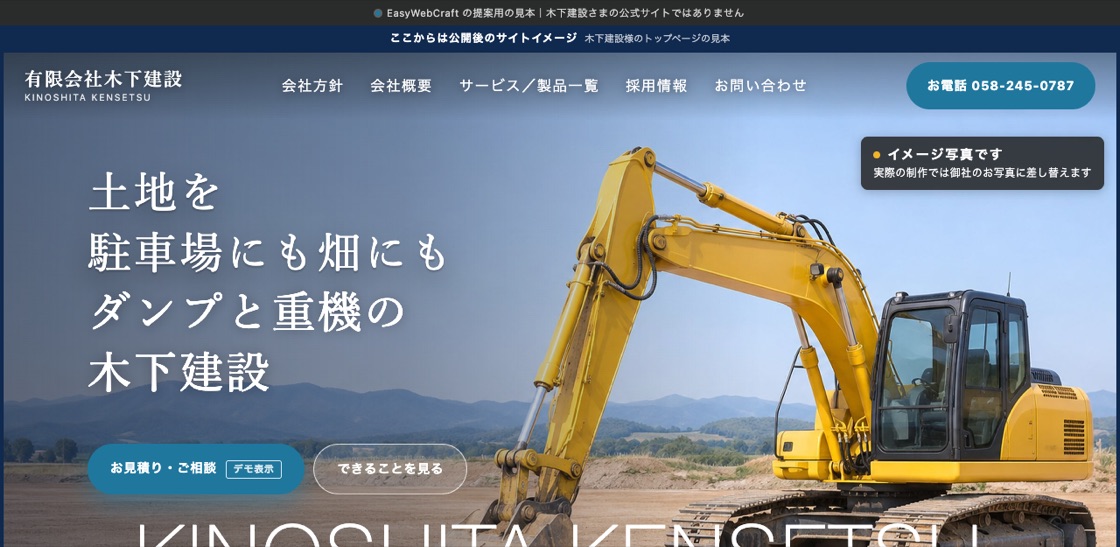 EasyWebCraft の提案用の見本｜木下建設さまの公式サイトではありません
ここからは公開後のサイトイメージ 木下建設様のトップページの見本
有限会社木下建設
KINOSHITA KENSETSU
会社方針 会社概要 サービス／製品一覧 採用情報 お問い合わせ
お電話 058-245-0787
イメージ写真です
実際の制作では御社のお写真に差し替えます
土地を
駐車場にも畑にも
ダンプと重機の
木下建設
お見積り・ご相談 デモ表示
できることを見る
KINOSHITA KENSETSU